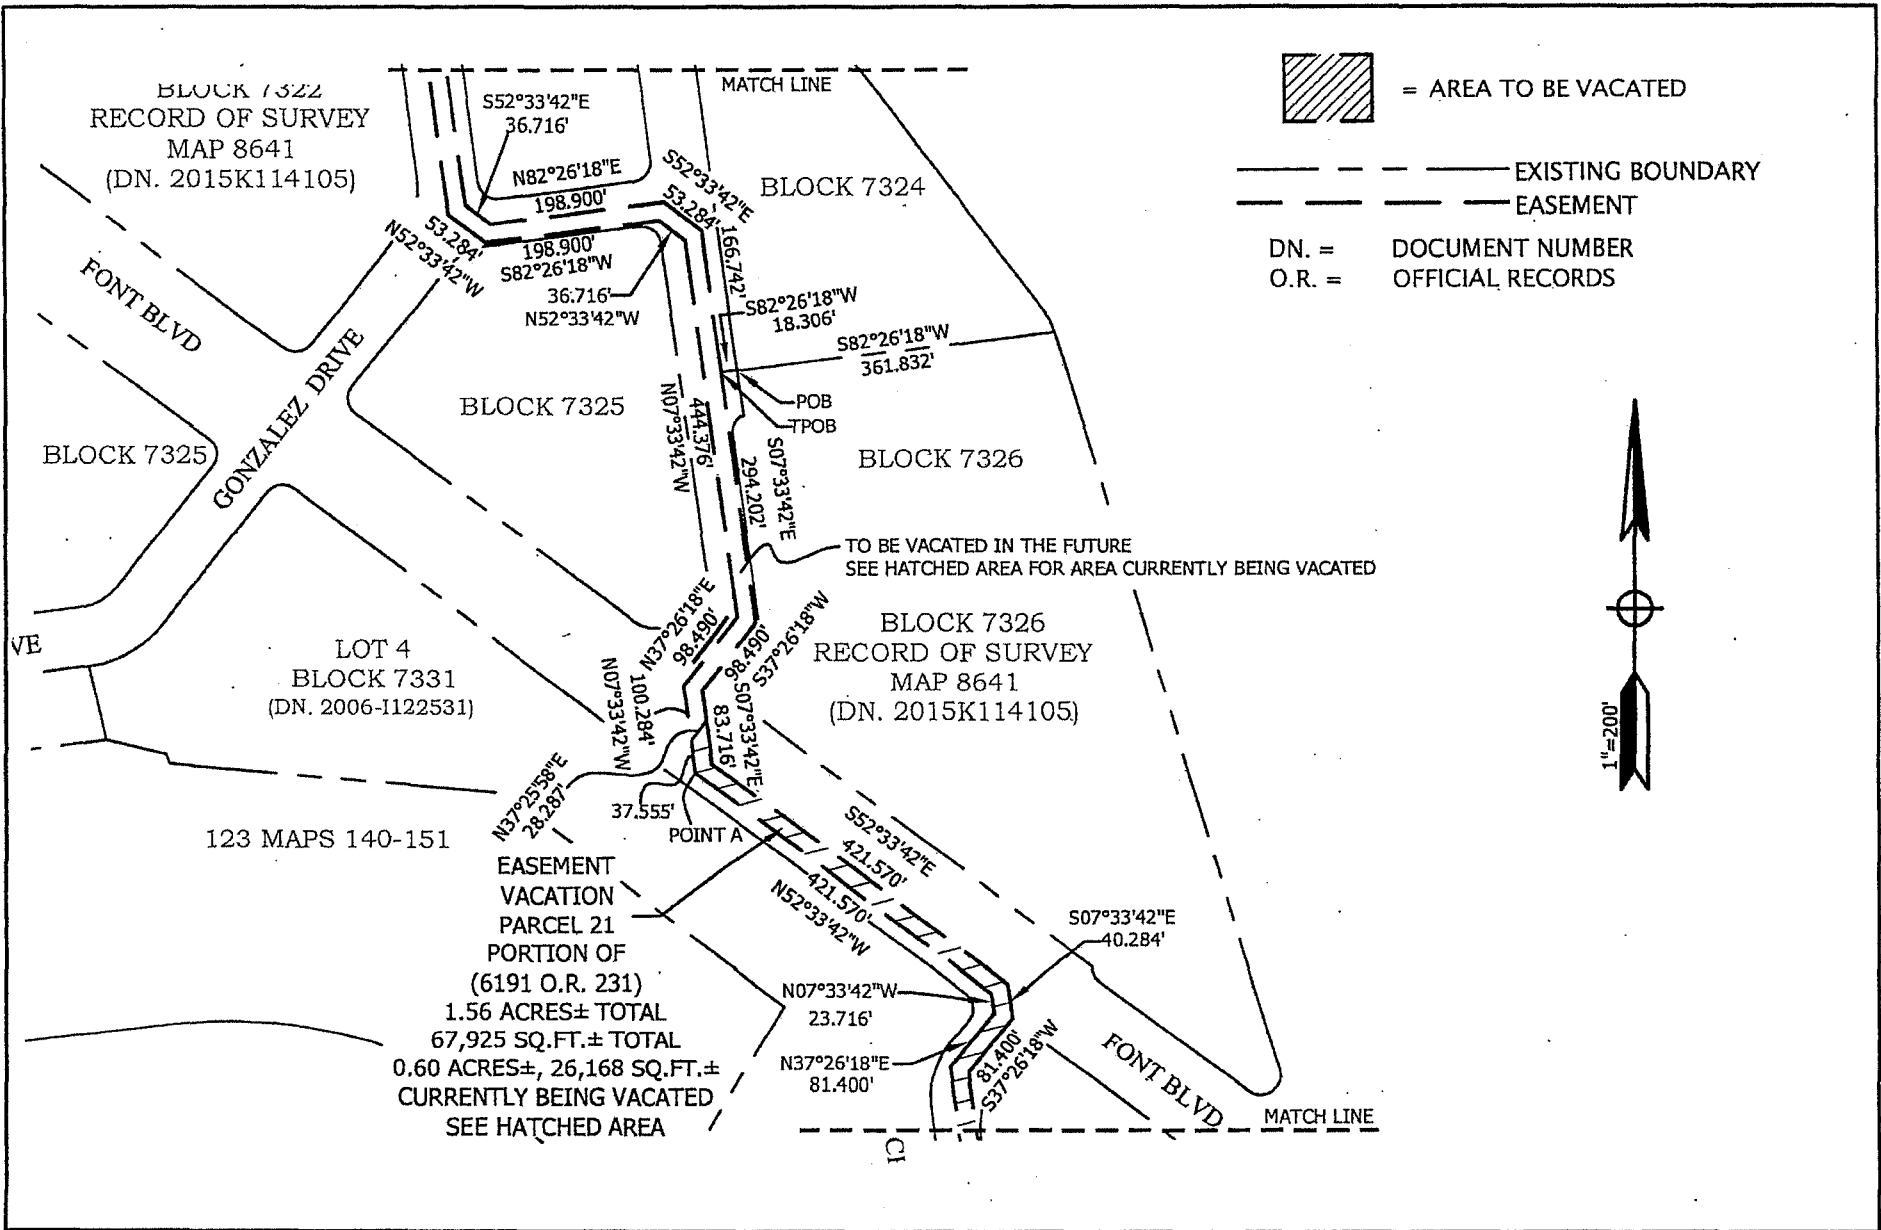 BLOCK 7322
RECORD OF SURVEY
MAP 8641
(DN. 2015K114105)
MATCH LINE
S52°33'42"E
36.716'
N82°26'18"E
198.900'
S52°33'42"E
53.284'
BLOCK 7324
= AREA TO BE VACATED
EXISTING BOUNDARY
EASEMENT
DN. = DOCUMENT NUMBER
O.R. = OFFICIAL RECORDS
53.284'
N52°33'42"W
198.900'
S82°26'18"W
36.716'
N52°33'42"W
166.742'
S82°26'18"W
18.306'
S82°26'18"W
361.832'
FONT BLVD
GONZALEZ DRIVE
BLOCK 7325
BLOCK 7325
N07°33'42"W
444.376'
POB
TPOB
S07°33'42"E
294.202'
BLOCK 7326
TO BE VACATED IN THE FUTURE
SEE HATCHED AREA FOR AREA CURRENTLY BEING VACATED
VE
LOT 4
BLOCK 7331
(DN. 2006-I122531)
N37°26'18"E
98.490'
98.490'
S37°26'18"W
BLOCK 7326
RECORD OF SURVEY
MAP 8641
(DN. 2015K114105)
N07°33'42"W
100.284'
S07°33'42"E
83.716'
1"=200'
N37°25'58"E
28.287'
37.555'
POINT A
123 MAPS 140-151
EASEMENT
VACATION
PARCEL 21
PORTION OF
(6191 O.R. 231)
1.56 ACRES± TOTAL
67,925 SQ.FT.± TOTAL
0.60 ACRES±, 26,168 SQ.FT.±
CURRENTLY BEING VACATED
SEE HATCHED AREA
S52°33'42"E
421.570'
421.570'
N52°33'42"W
S07°33'42"E
40.284'
N07°33'42"W
23.716'
N37°26'18"E
81.400'
81.400'
S37°26'18"W
FONT BLVD
MATCH LINE
CI